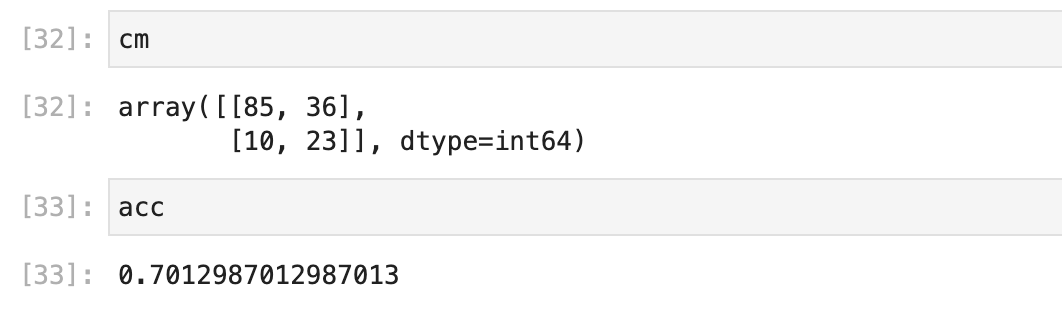 [32]: cm
[32]: array([[85, 36],
[10, 23]], dtype=int64)
[33]: acc
[33]: 0.7012987012987013